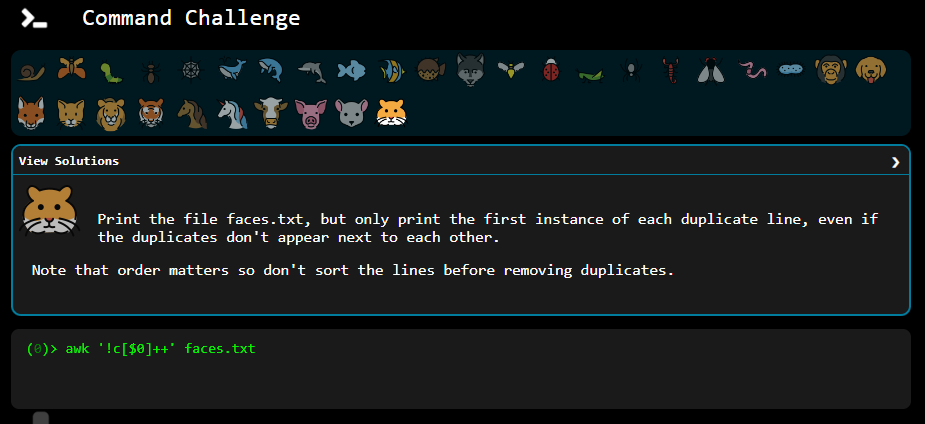 Command Challenge
View Solutions
Print the file faces.txt, but only print the first instance of each duplicate line, even if
the duplicates don't appear next to each other.
Note that order matters so don't sort the lines before removing duplicates.
(0)> awk '!c[$0]++' faces.txt